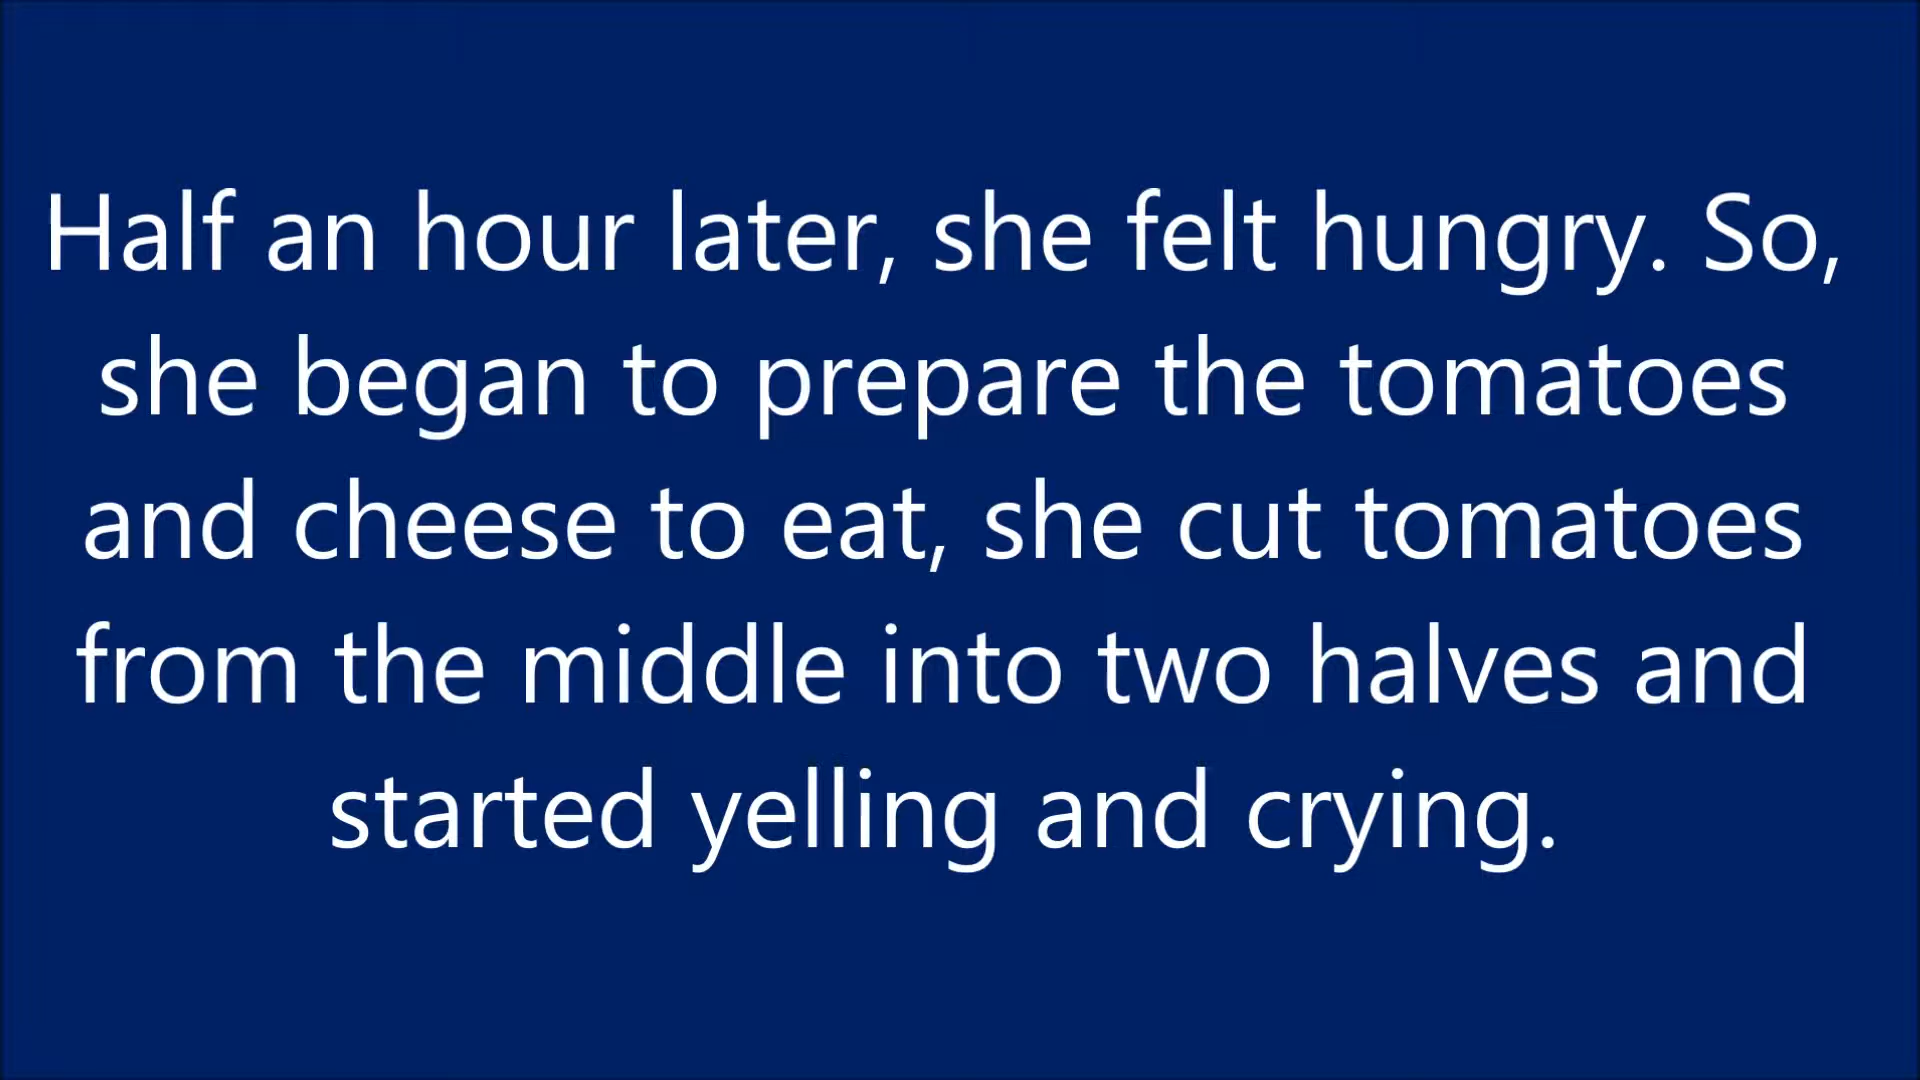 Half an hour later, she felt hungry. So,
she began to prepare the tomatoes
and cheese to eat, she cut tomatoes
from the middle into two halves and
started yelling and crying.